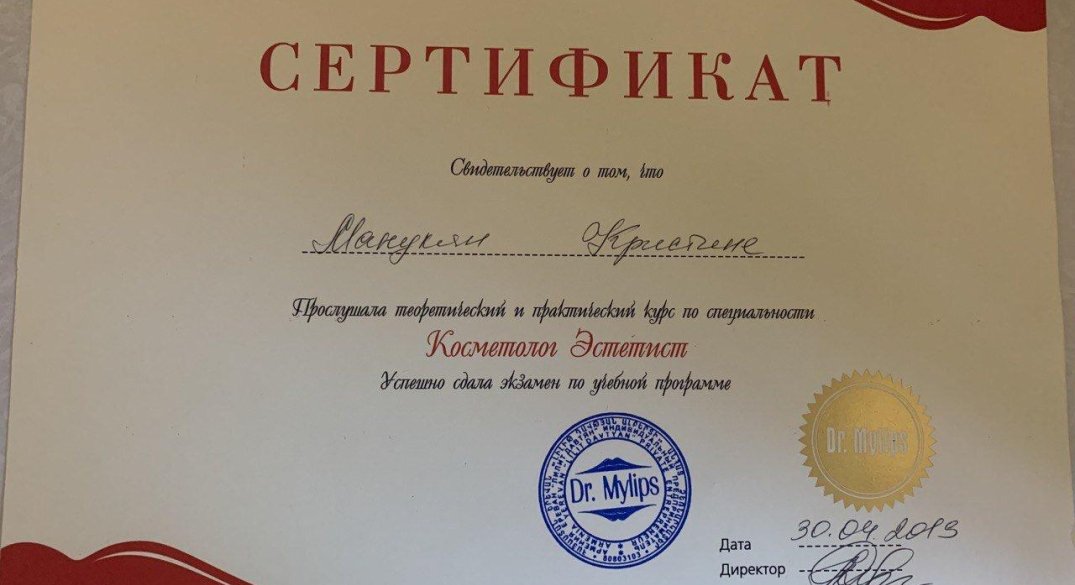 СЕРТИФИКАТ
Свидетельствует о том, что
Манукян Кристине
Прослушала теоретический и практический курс по специальности
Косметолог Эстетист
Успешно сдала экзамен по учебной программе
Dr. Mylips
Dr. Mylips
Дата 30.04.2019
Директор